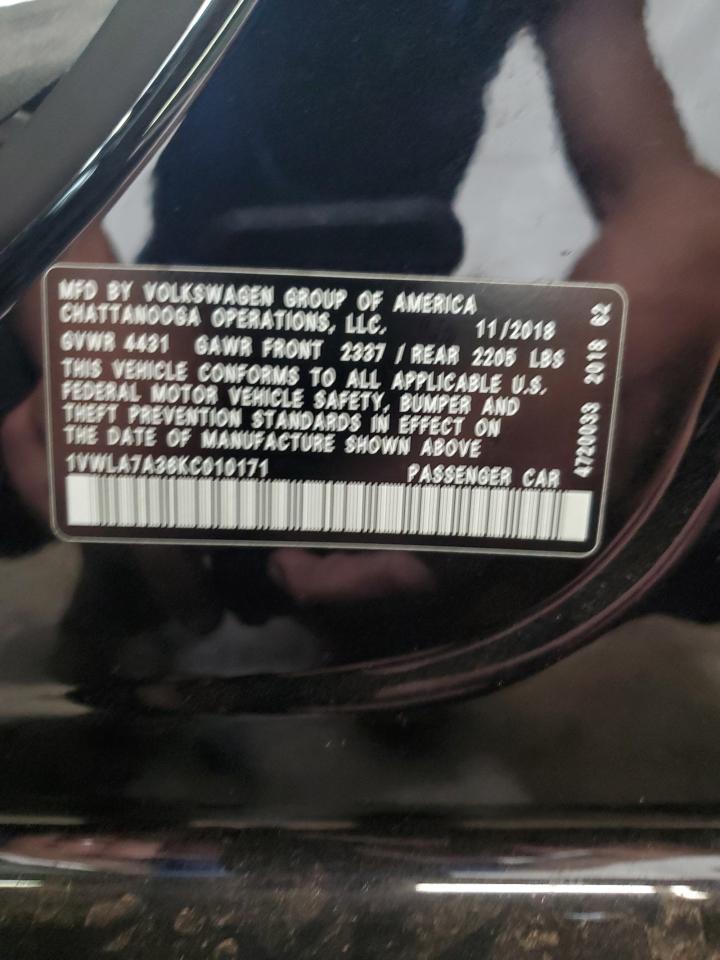 MFD BY VOLKSWAGEN GROUP OF AMERICA
CHATTANOOGA OPERATIONS, LLC. 11/2018
GVWR 4431 GAWR FRONT 2337 / REAR 2205 LBS
THIS VEHICLE CONFORMS TO ALL APPLICABLE U.S.
FEDERAL MOTOR VEHICLE SAFETY, BUMPER AND
THEFT PREVENTION STANDARDS IN EFFECT ON
THE DATE OF MANUFACTURE SHOWN ABOVE
1VWLA7A36KC010171 PASSENGER CAR
4720033 2018 62